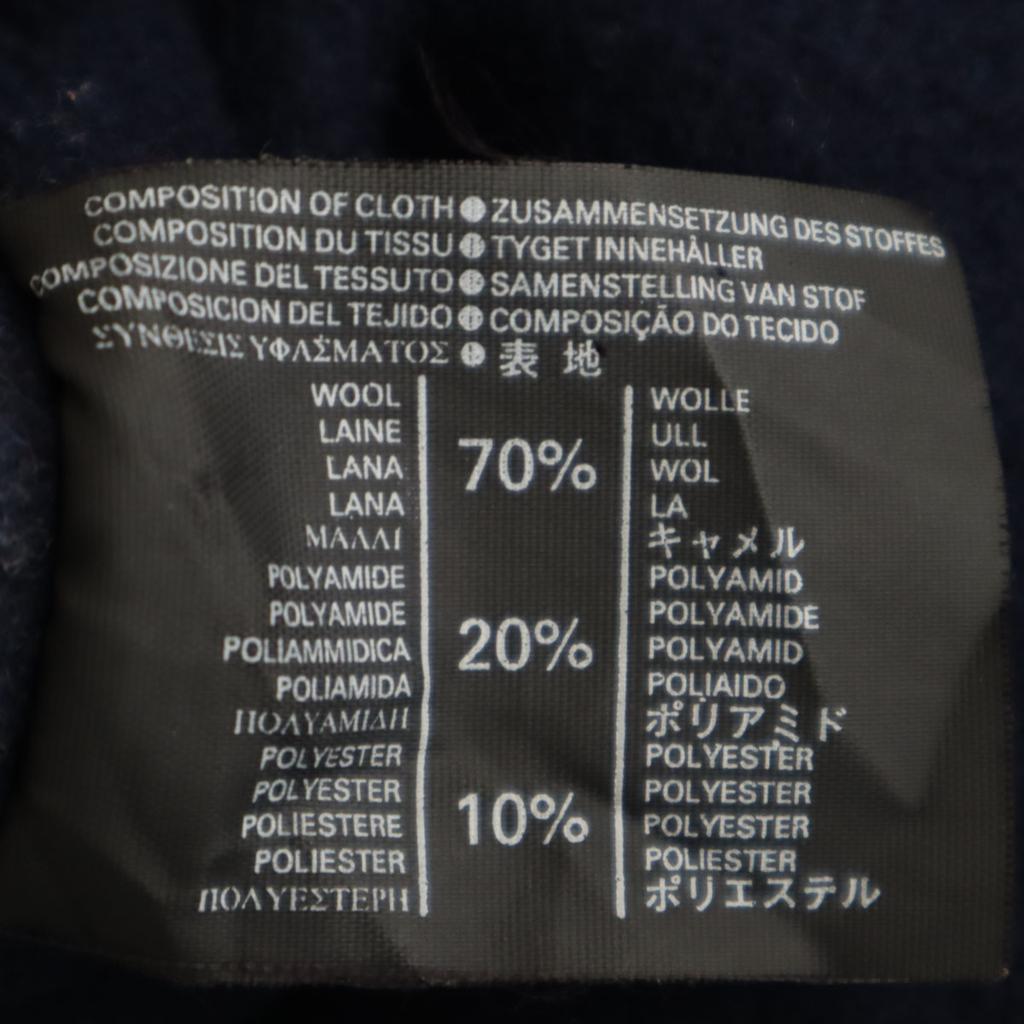 COMPOSITION OF CLOTH ● ZUSAMMENSETZUNG DES STOFFES
COMPOSITION DU TISSU ● TYGET INNEHÅLLER
COMPOSIZIONE DEL TESSUTO ● SAMENSTELLING VAN STOF
COMPOSICION DEL TEJIDO ● COMPOSIÇÃO DO TECIDO
ΣΥΝΘΕΣΙΣ ΥΦΑΣΜΑΤΟΣ ● 表 地
WOOL WOLLE
LAINE ULL
70%
LANA WOL
LANA LA
ΜΑΛΛΙ キャメル
POLYAMIDE POLYAMID
POLYAMIDE POLYAMIDE
20%
POLIAMMIDICA POLYAMID
POLIAMIDA POLIAIDO
ΠΟΛΥΑΜΙΔΗ ポリアミド
POLYESTER POLYESTER
POLYESTER POLYESTER
10%
POLIESTERE POLYESTER
POLIESTER POLIESTER
ΠΟΛΥΕΣΤΕΡΗ ポリエステル